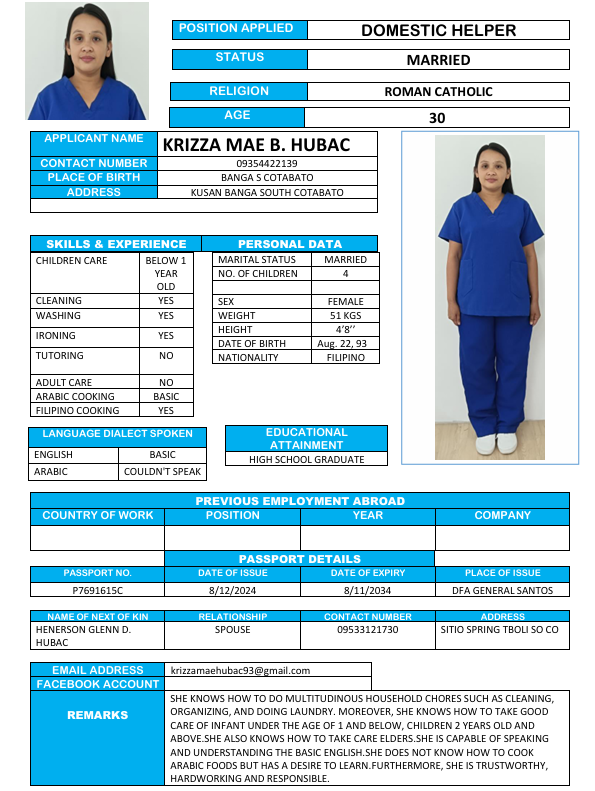 POSITION APPLIED DOMESTIC HELPER
STATUS MARRIED
RELIGION ROMAN CATHOLIC
AGE 30
APPLICANT NAME KRIZZA MAE B. HUBAC
CONTACT NUMBER 09354422139
PLACE OF BIRTH BANGA S COTABATO
ADDRESS KUSAN BANGA SOUTH COTABATO
SKILLS & EXPERIENCE
CHILDREN CARE BELOW 1
YEAR
OLD
CLEANING YES
WASHING YES
IRONING YES
TUTORING NO
ADULT CARE NO
ARABIC COOKING BASIC
FILIPINO COOKING YES
PERSONAL DATA
MARITAL STATUS MARRIED
NO. OF CHILDREN 4
SEX FEMALE
WEIGHT 51 KGS
HEIGHT 4'8''
DATE OF BIRTH Aug. 22, 93
NATIONALITY FILIPINO
LANGUAGE DIALECT SPOKEN
ENGLISH BASIC
ARABIC COULDN'T SPEAK
EDUCATIONAL
ATTAINMENT
HIGH SCHOOL GRADUATE
PREVIOUS EMPLOYMENT ABROAD
COUNTRY OF WORK POSITION YEAR COMPANY
PASSPORT DETAILS
PASSPORT NO. DATE OF ISSUE DATE OF EXPIRY PLACE OF ISSUE
P7691615C 8/12/2024 8/11/2034 DFA GENERAL SANTOS
NAME OF NEXT OF KIN RELATIONSHIP CONTACT NUMBER ADDRESS
HENERSON GLENN D. SPOUSE 09533121730 SITIO SPRING TBOLI SO CO
HUBAC
EMAIL ADDRESS krizzamaehubac93@gmail.com
FACEBOOK ACCOUNT
REMARKS
SHE KNOWS HOW TO DO MULTITUDINOUS HOUSEHOLD CHORES SUCH AS CLEANING,
ORGANIZING, AND DOING LAUNDRY. MOREOVER, SHE KNOWS HOW TO TAKE GOOD
CARE OF INFANT UNDER THE AGE OF 1 AND BELOW, CHILDREN 2 YEARS OLD AND
ABOVE.SHE ALSO KNOWS HOW TO TAKE CARE ELDERS.SHE IS CAPABLE OF SPEAKING
AND UNDERSTANDING THE BASIC ENGLISH.SHE DOES NOT KNOW HOW TO COOK
ARABIC FOODS BUT HAS A DESIRE TO LEARN.FURTHERMORE, SHE IS TRUSTWORTHY,
HARDWORKING AND RESPONSIBLE.